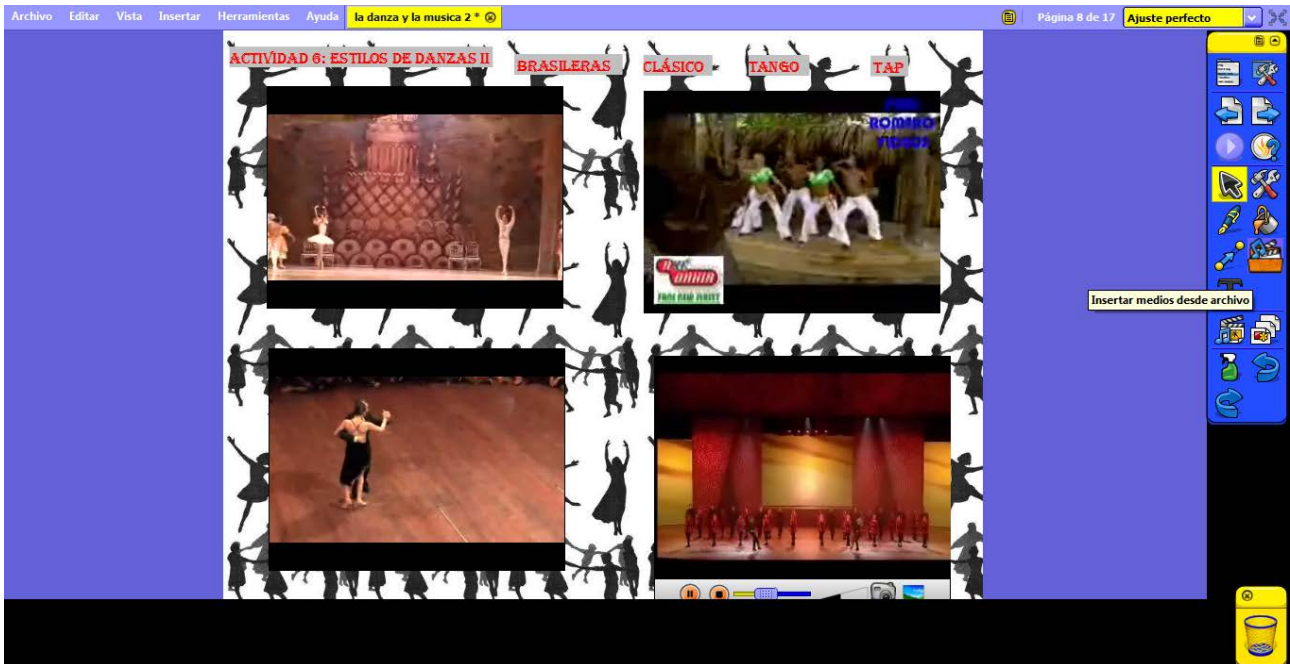 Archivo Editar Vista Insertar Herramientas Ayuda la danza y la musica 2 * Página 8 de 17 Ajuste perfecto
ACTIVIDAD 6: ESTILOS DE DANZAS II BRASILERAS CLÁSICO TANGO TAP
ROMERO
VIDEOS
Insertar medios desde archivo